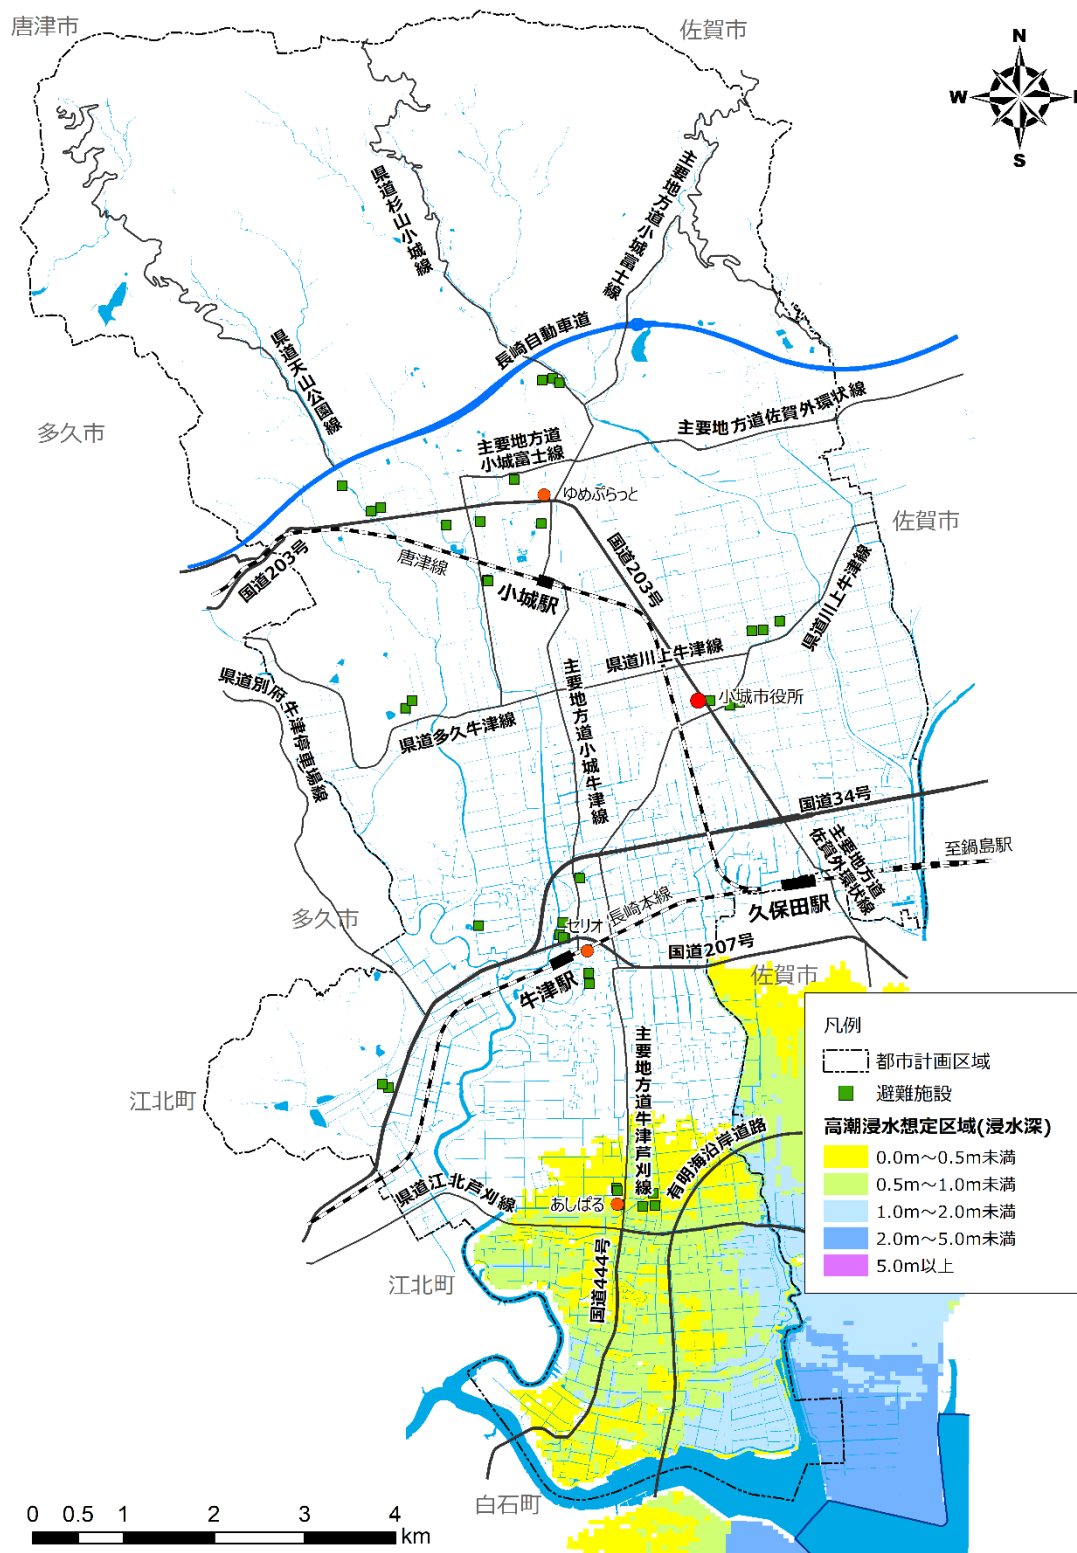 唐津市
佐賀市
N
W
E
S
県道杉山小城線
主要地方道小城富士線
長崎自動車道
県道天山公園線
多久市
主要地方道佐賀外環状線
主要地方道
小城富士線
ゆめぷらっと
佐賀市
国道203号
国道203号
唐津線
小城駅
県道川上牛津線
県道川上牛津線
県道別府牛津停車場線
主要地方道小城牛津線
小城市役所
県道多久牛津線
国道34号
主要地方道
佐賀外環状線
至鍋島駅
久保田駅
多久市
セリオ
長崎本線
国道207号
牛津駅
佐賀市
凡例
都市計画区域
避難施設
高潮浸水想定区域(浸水深)
0.0m～0.5m未満
0.5m～1.0m未満
1.0m～2.0m未満
2.0m～5.0m未満
5.0m以上
江北町
主要地方道牛津芦刈線
有明海沿岸道路
県道江北芦刈線
あしぱる
江北町
国道444号
白石町
0 0.5 1 2 3 4
km